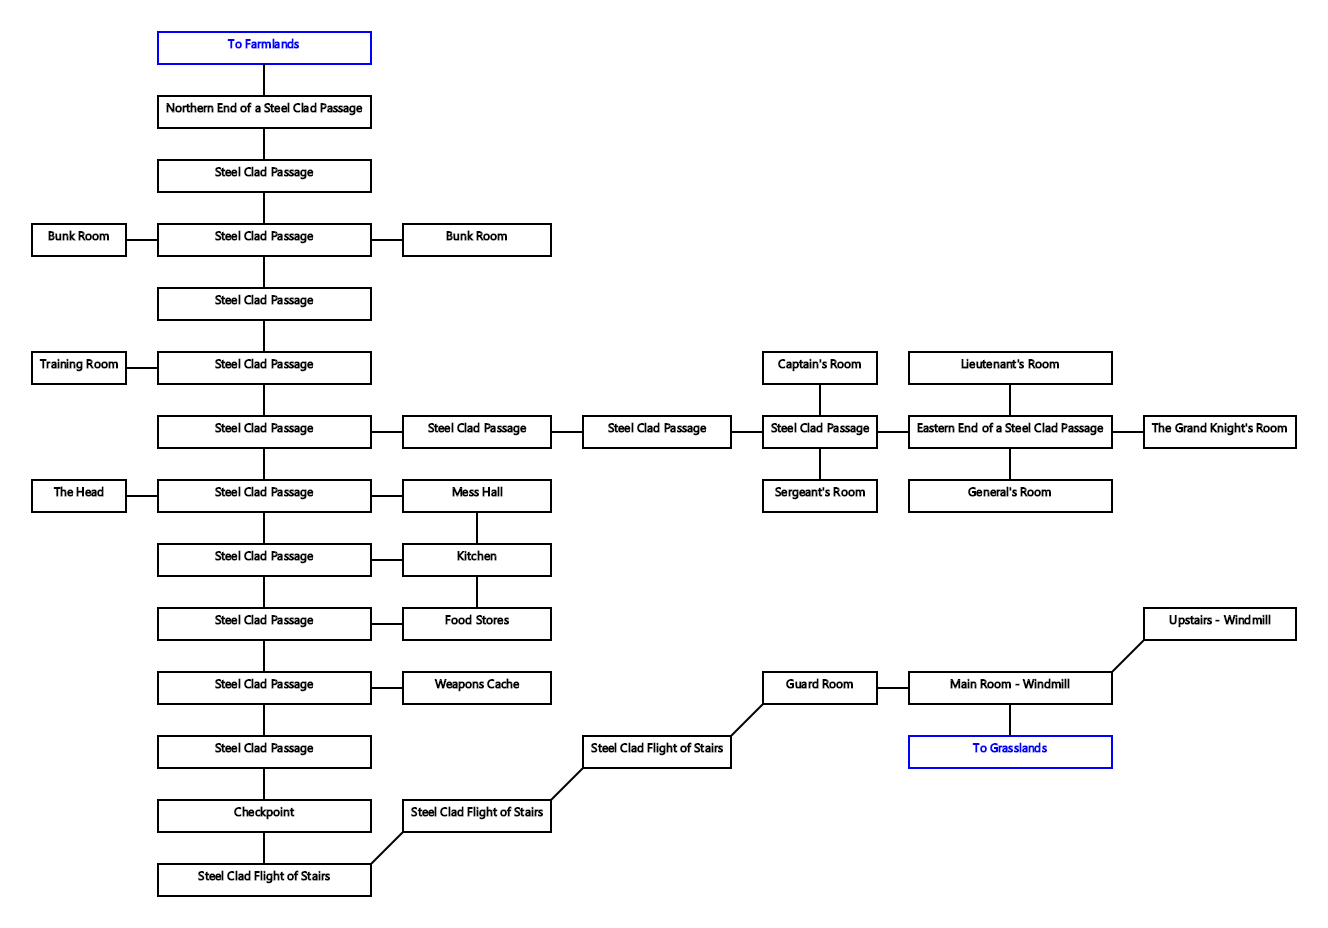 To Farmlands
Northern End of a Steel Clad Passage
Steel Clad Passage
Bunk Room
Steel Clad Passage
Bunk Room
Steel Clad Passage
Training Room
Steel Clad Passage
Captain's Room
Lieutenant's Room
Steel Clad Passage
Steel Clad Passage
Steel Clad Passage
Steel Clad Passage
Eastern End of a Steel Clad Passage
The Grand Knight's Room
The Head
Steel Clad Passage
Mess Hall
Sergeant's Room
General's Room
Steel Clad Passage
Kitchen
Steel Clad Passage
Food Stores
Upstairs - Windmill
Steel Clad Passage
Weapons Cache
Guard Room
Main Room - Windmill
Steel Clad Passage
Steel Clad Flight of Stairs
To Grasslands
Checkpoint
Steel Clad Flight of Stairs
Steel Clad Flight of Stairs